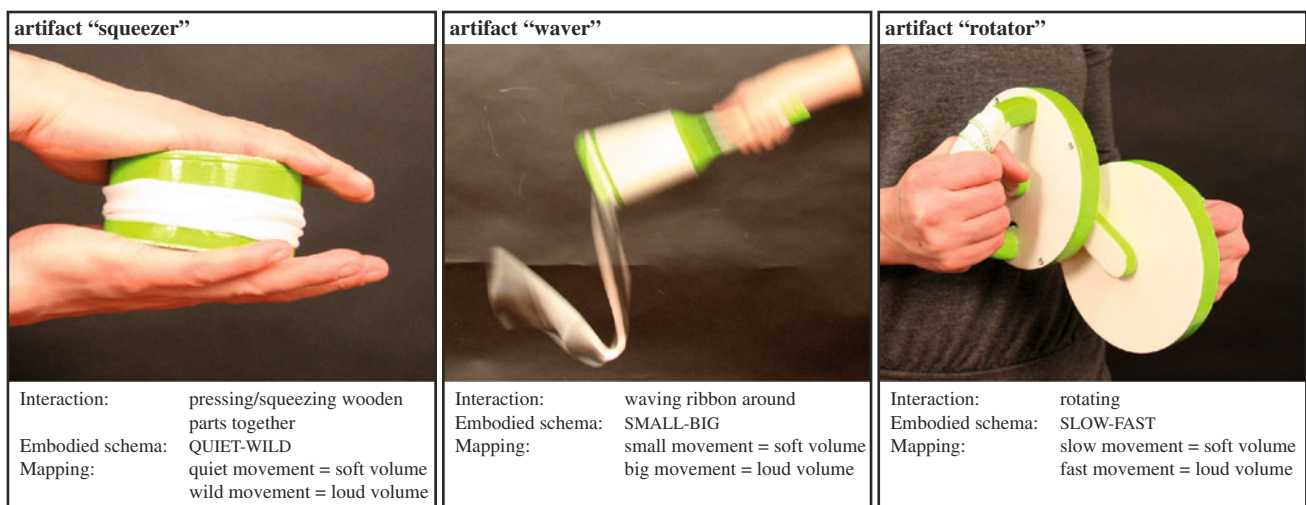 artifact “squeezer”
Interaction: pressing/squeezing wooden
parts together
Embodied schema: QUIET-WILD
Mapping: quiet movement = soft volume
wild movement = loud volume
artifact “waver”
Interaction: waving ribbon around
Embodied schema: SMALL-BIG
Mapping: small movement = soft volume
big movement = loud volume
artifact “rotator”
Interaction: rotating
Embodied schema: SLOW-FAST
Mapping: slow movement = soft volume
fast movement = loud volume